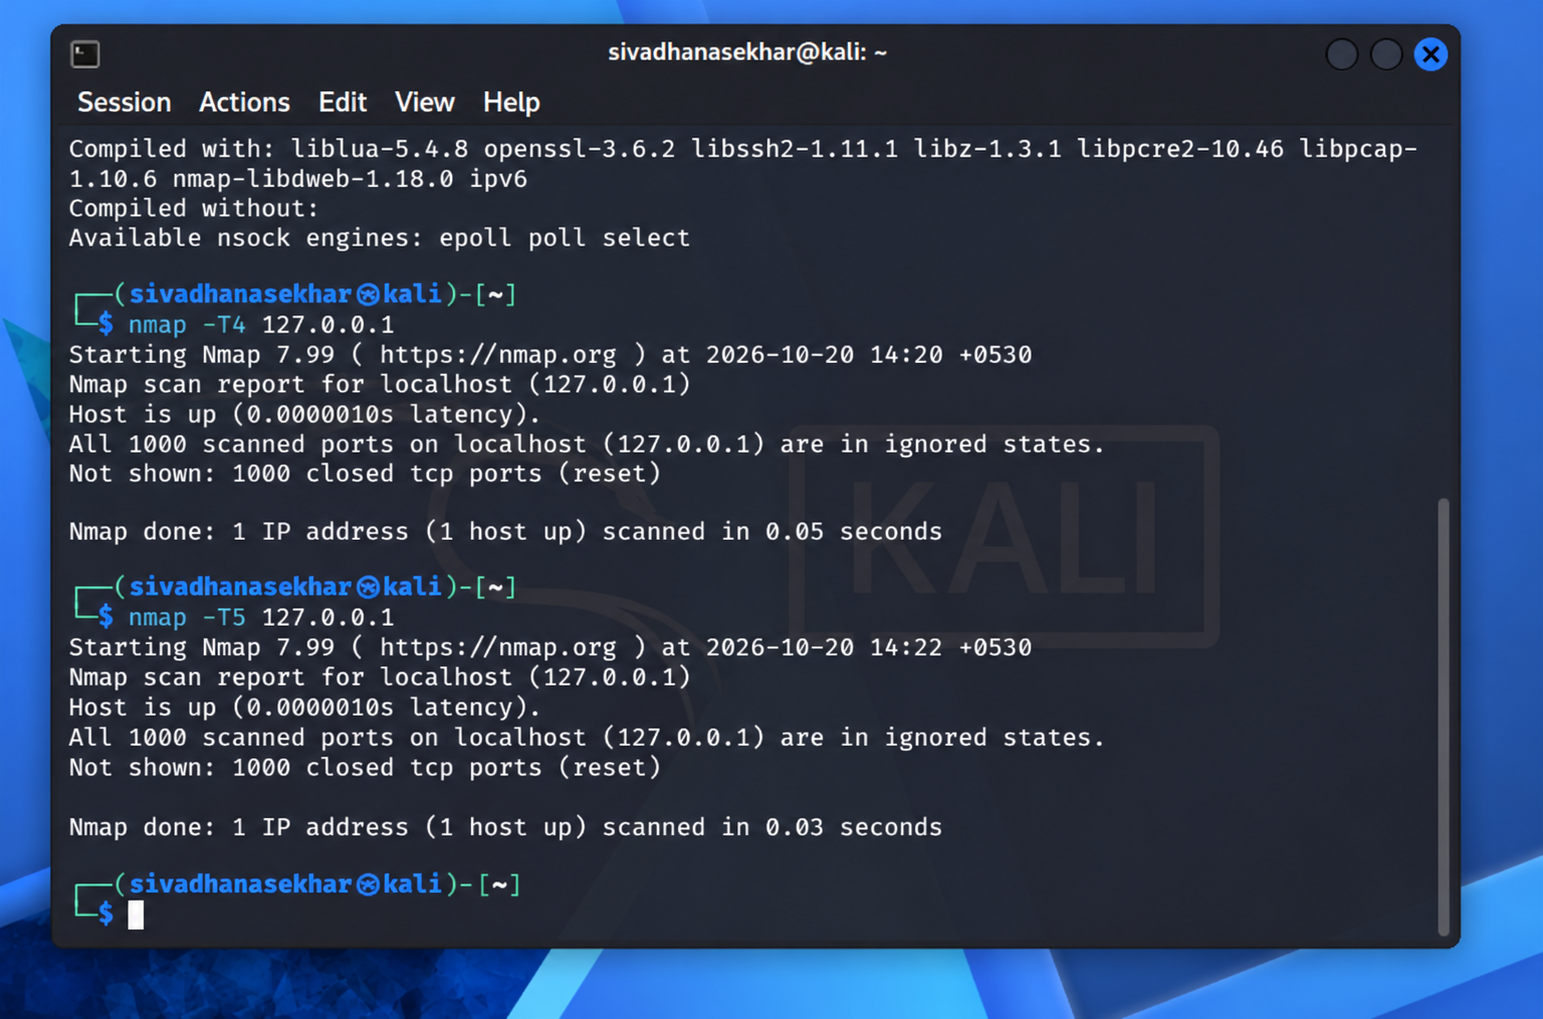 sivadhanasekhar@kali: ~
Session Actions Edit View Help
Compiled with: liblua-5.4.8 openssl-3.6.2 libssh2-1.11.1 libz-1.3.1 libpcre2-10.46 libpcap-
1.10.6 nmap-libdweb-1.18.0 ipv6
Compiled without:
Available nsock engines: epoll poll select
┌──(sivadhanasekhar㉿kali)-[~]
└─$ nmap -T4 127.0.0.1
Starting Nmap 7.99 ( https://nmap.org ) at 2026-10-20 14:20 +0530
Nmap scan report for localhost (127.0.0.1)
Host is up (0.0000010s latency).
All 1000 scanned ports on localhost (127.0.0.1) are in ignored states.
Not shown: 1000 closed tcp ports (reset)
Nmap done: 1 IP address (1 host up) scanned in 0.05 seconds
┌──(sivadhanasekhar㉿kali)-[~]
└─$ nmap -T5 127.0.0.1
Starting Nmap 7.99 ( https://nmap.org ) at 2026-10-20 14:22 +0530
Nmap scan report for localhost (127.0.0.1)
Host is up (0.0000010s latency).
All 1000 scanned ports on localhost (127.0.0.1) are in ignored states.
Not shown: 1000 closed tcp ports (reset)
Nmap done: 1 IP address (1 host up) scanned in 0.03 seconds
┌──(sivadhanasekhar㉿kali)-[~]
└─$
KALI